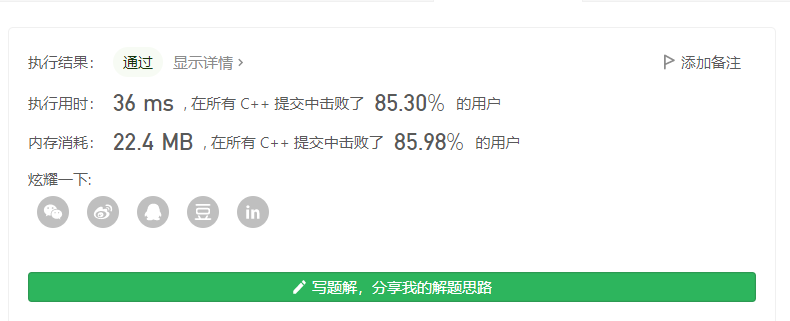 执行结果： 通过 显示详情 › 添加备注
执行用时： 36 ms , 在所有 C++ 提交中击败了 85.30% 的用户
内存消耗： 22.4 MB , 在所有 C++ 提交中击败了 85.98% 的用户
炫耀一下:
豆 in
写题解，分享我的解题思路